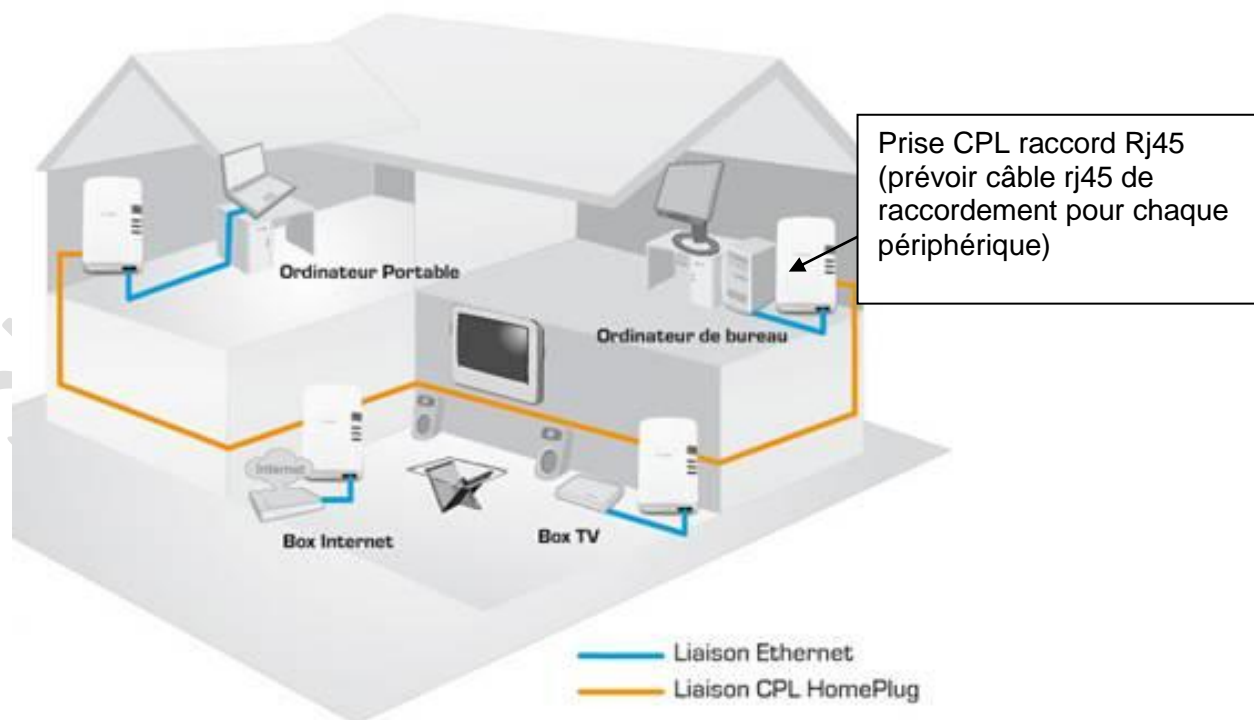 Prise CPL raccord Rj45
(prévoir câble rj45 de
raccordement pour chaque
périphérique)
Ordinateur Portable
Ordinateur de bureau
Internet
Box Internet
Box TV
Liaison Ethernet
Liaison CPL HomePlug